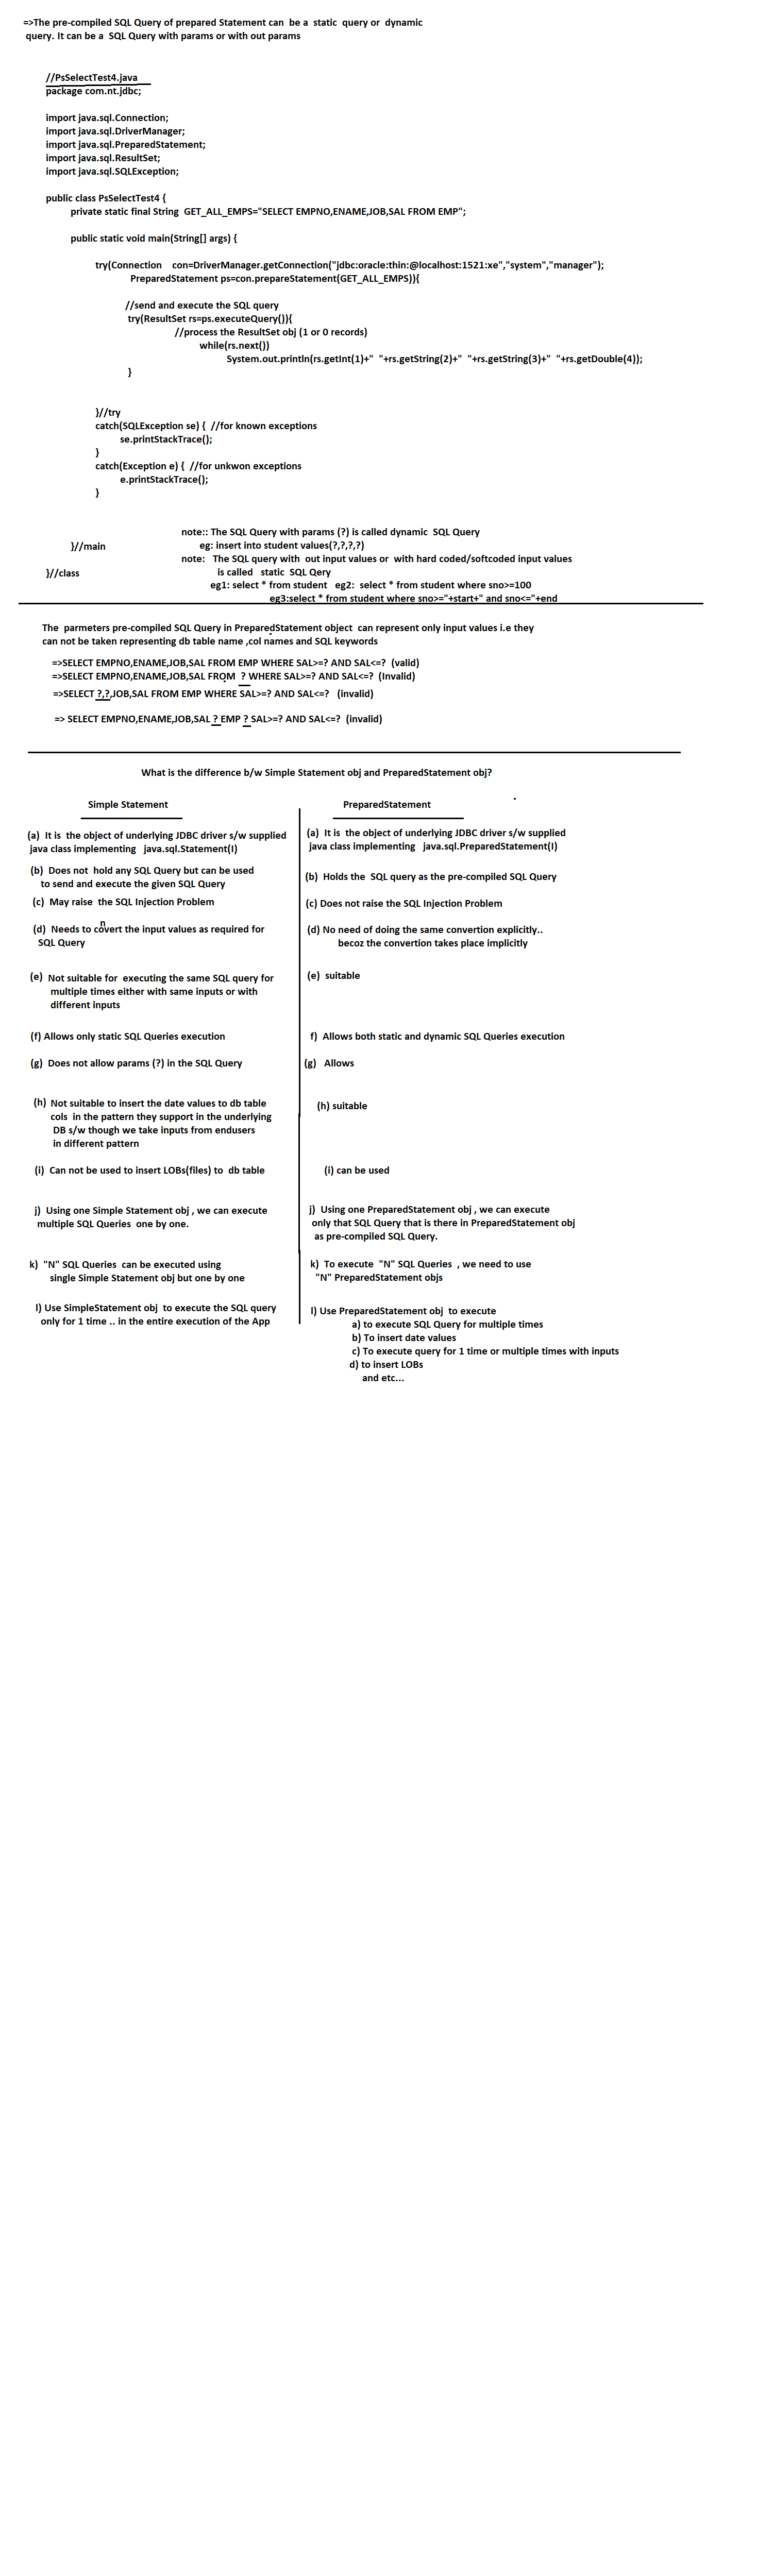 =>The pre-compiled SQL Query of prepared Statement can be a static query or dynamic
query. It can be a SQL Query with params or with out params
//PsSelectTest4.java
package com.nt.jdbc;
import java.sql.Connection;
import java.sql.DriverManager;
import java.sql.PreparedStatement;
import java.sql.ResultSet;
import java.sql.SQLException;
public class PsSelectTest4 {
private static final String GET_ALL_EMPS="SELECT EMPNO,ENAME,JOB,SAL FROM EMP";
public static void main(String[] args) {
try(Connection con=DriverManager.getConnection("jdbc:oracle:thin:@localhost:1521:xe","system","manager");
PreparedStatement ps=con.prepareStatement(GET_ALL_EMPS)){
//send and execute the SQL query
try(ResultSet rs=ps.executeQuery()){
//process the ResultSet obj (1 or 0 records)
while(rs.next())
System.out.println(rs.getInt(1)+" "+rs.getString(2)+" "+rs.getString(3)+" "+rs.getDouble(4));
}
}//try
catch(SQLException se) { //for known exceptions
se.printStackTrace();
}
catch(Exception e) { //for unkwon exceptions
e.printStackTrace();
}
note:: The SQL Query with params (?) is called dynamic SQL Query
}//main
eg: insert into student values(?,?,?,?)
note: The SQL query with out input values or with hard coded/softcoded input values
}//class
is called static SQL Qery
eg1: select * from student eg2: select * from student where sno>=100
eg3:select * from student where sno>="+start+" and sno<="+end
The parmeters pre-compiled SQL Query in PreparedStatement object can represent only input values i.e they
can not be taken representing db table name ,col names and SQL keywords
=>SELECT EMPNO,ENAME,JOB,SAL FROM EMP WHERE SAL>=? AND SAL<=? (valid)
=>SELECT EMPNO,ENAME,JOB,SAL FROM ? WHERE SAL>=? AND SAL<=? (Invalid)
=>SELECT ?,?,JOB,SAL FROM EMP WHERE SAL>=? AND SAL<=? (invalid)
=> SELECT EMPNO,ENAME,JOB,SAL ? EMP ? SAL>=? AND SAL<=? (invalid)
What is the difference b/w Simple Statement obj and PreparedStatement obj?
Simple Statement
(a) It is the object of underlying JDBC driver s/w supplied
java class implementing java.sql.Statement(I)
(b) Does not hold any SQL Query but can be used
to send and execute the given SQL Query
(c) May raise the SQL Injection Problem
n
(d) Needs to covert the input values as required for
SQL Query
(e) Not suitable for executing the same SQL query for
multiple times either with same inputs or with
different inputs
(f) Allows only static SQL Queries execution
(g) Does not allow params (?) in the SQL Query
(h) Not suitable to insert the date values to db table
cols in the pattern they support in the underlying
DB s/w though we take inputs from endusers
in different pattern
(i) Can not be used to insert LOBs(files) to db table
j) Using one Simple Statement obj , we can execute
multiple SQL Queries one by one.
k) "N" SQL Queries can be executed using
single Simple Statement obj but one by one
l) Use SimpleStatement obj to execute the SQL query
only for 1 time .. in the entire execution of the App
PreparedStatement
(a) It is the object of underlying JDBC driver s/w supplied
java class implementing java.sql.PreparedStatement(I)
(b) Holds the SQL query as the pre-compiled SQL Query
(c) Does not raise the SQL Injection Problem
(d) No need of doing the same convertion explicitly..
becoz the convertion takes place implicitly
(e) suitable
f) Allows both static and dynamic SQL Queries execution
(g) Allows
(h) suitable
(i) can be used
j) Using one PreparedStatement obj , we can execute
only that SQL Query that is there in PreparedStatement obj
as pre-compiled SQL Query.
k) To execute "N" SQL Queries , we need to use
"N" PreparedStatement objs
l) Use PreparedStatement obj to execute
a) to execute SQL Query for multiple times
b) To insert date values
c) To execute query for 1 time or multiple times with inputs
d) to insert LOBs
and etc...